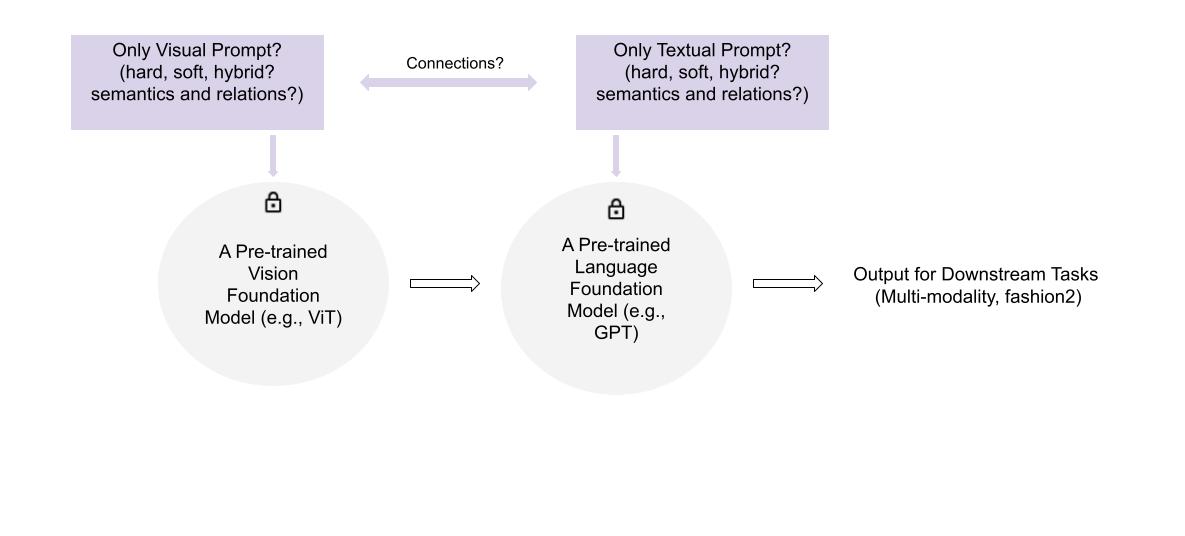 Only Visual Prompt?
(hard, soft, hybrid?
semantics and relations?)
Connections?
Only Textual Prompt?
(hard, soft, hybrid?
semantics and relations?)
A Pre-trained
Vision
Foundation
Model (e.g., ViT)
A Pre-trained
Language
Foundation
Model (e.g.,
GPT)
Output for Downstream Tasks
(Multi-modality, fashion2)